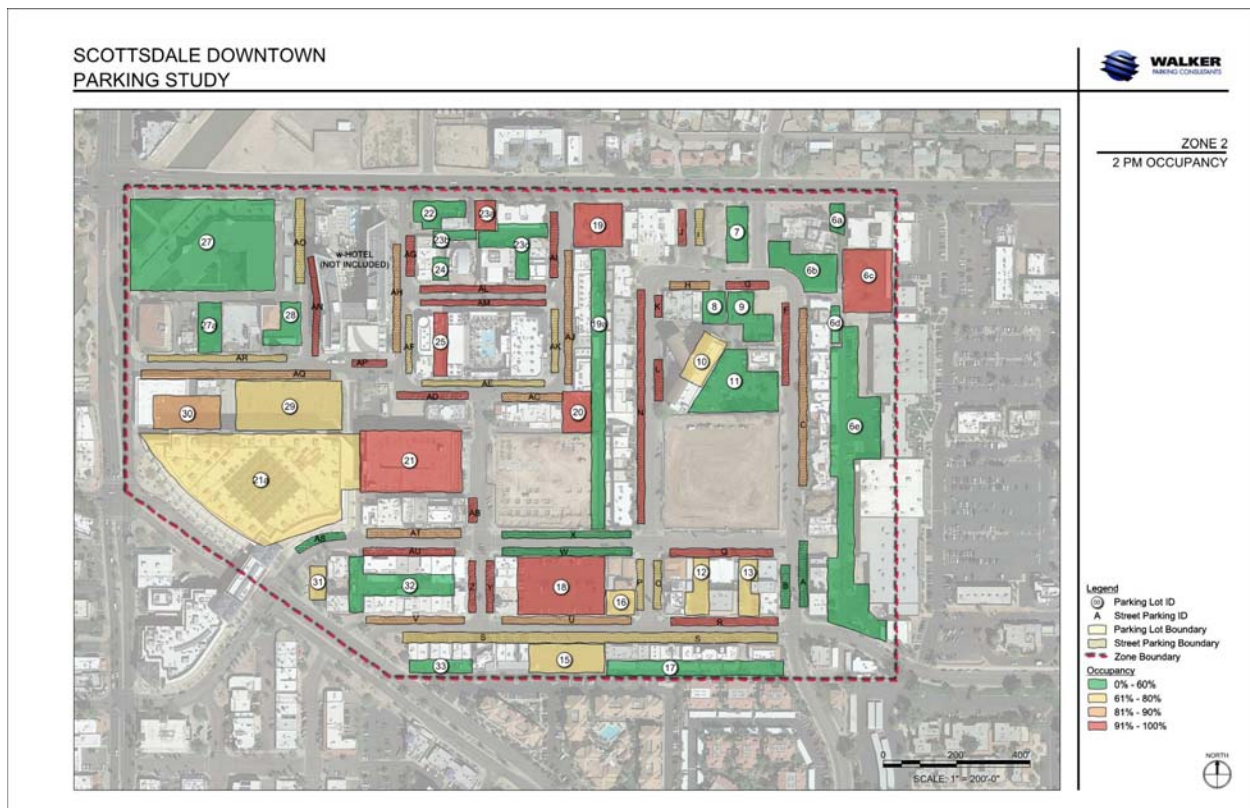 SCOTTSDALE DOWNTOWN
PARKING STUDY
WALKER
PARKING CONSULTANTS
ZONE 2
2 PM OCCUPANCY
22
23a
19
J
7
6a
27
AO
23b
23c
AI
w-HOTEL
(NOT INCLUDED)
AG
24
AH
6b
6c
AL
AM
H
G
K
8
9
F
27a
28
AN
AF
25
AK
AJ
19a
6d
10
AR
AP
L
11
AQ
AE
AD
AC
N
C
30
29
20
6e
21
21a
AB
AS
AT
X
AU
W
Q
31
32
Z
Y
18
16
P
O
12
13
B
A
V
U
R
S
S
33
15
17
Legend
Parking Lot ID
A Street Parking ID
Parking Lot Boundary
Street Parking Boundary
Zone Boundary
Occupancy
0% - 60%
61% - 80%
81% - 90%
91% - 100%
0 200' 400'
SCALE: 1" = 200'-0"
NORTH